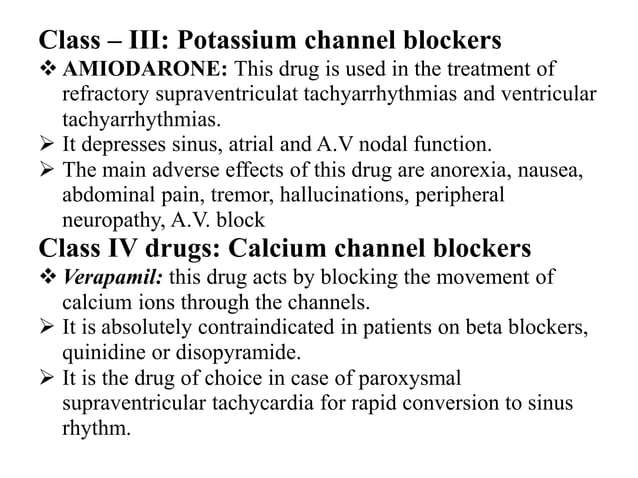 Class – III: Potassium channel blockers
❖ AMIODARONE: This drug is used in the treatment of
refractory supraventriculat tachyarrhythmias and ventricular
tachyarrhythmias.
➢ It depresses sinus, atrial and A.V nodal function.
➢ The main adverse effects of this drug are anorexia, nausea,
abdominal pain, tremor, hallucinations, peripheral
neuropathy, A.V. block
Class IV drugs: Calcium channel blockers
❖ Verapamil: this drug acts by blocking the movement of
calcium ions through the channels.
➢ It is absolutely contraindicated in patients on beta blockers,
quinidine or disopyramide.
➢ It is the drug of choice in case of paroxysmal
supraventricular tachycardia for rapid conversion to sinus
rhythm.